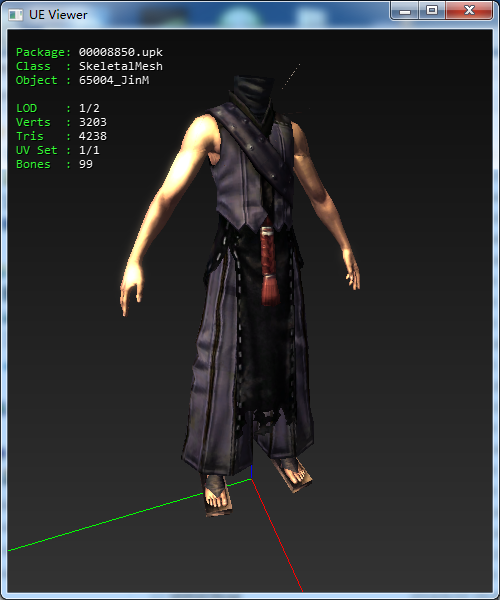 UE Viewer
Package: 00008850.upk
Class : SkeletalMesh
Object : 65004_JinM
LOD : 1/2
Verts : 3203
Tris : 4238
UV Set : 1/1
Bones : 99